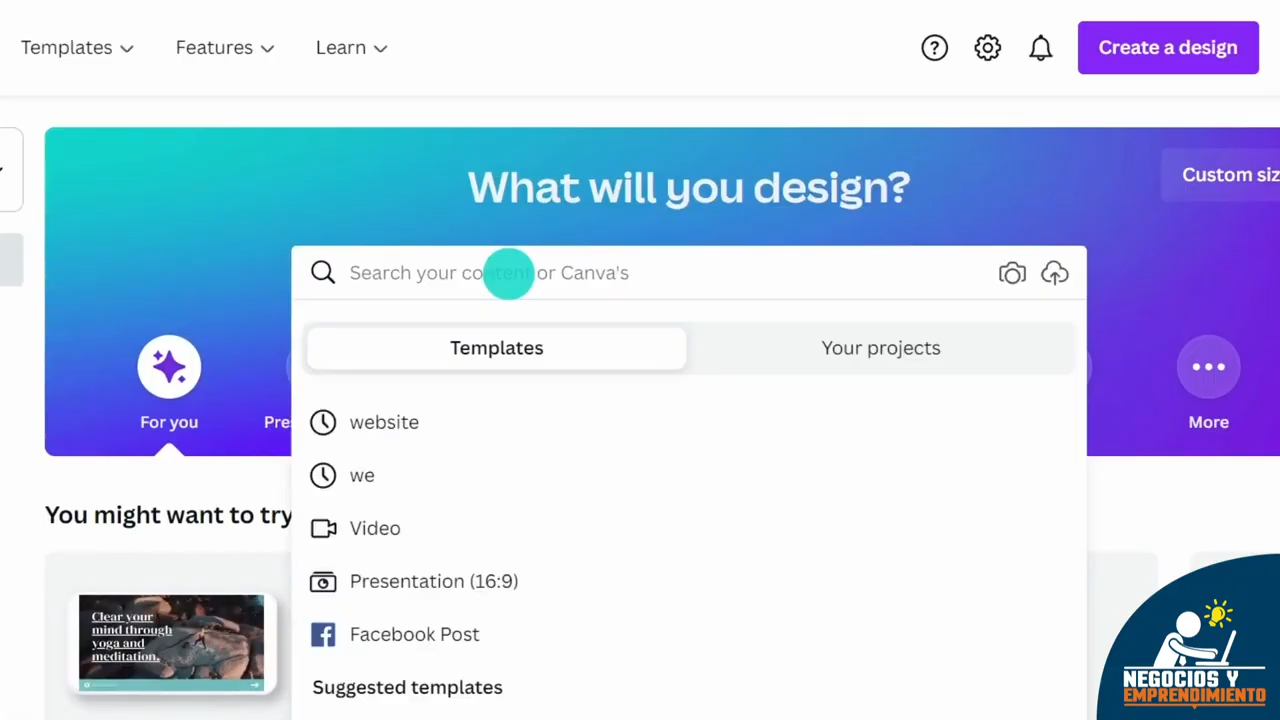 Templates
Features
Learn
Create a design
What will you design?
Custom siz
Search your content or Canva's
Templates
Your projects
For you
Pre
More
website
we
Video
Presentation (16:9)
Facebook Post
Suggested templates
You might want to try
Clear your
mind through
yoga and
meditation.
NEGOCIOS Y
EMPRENDIMIENTO